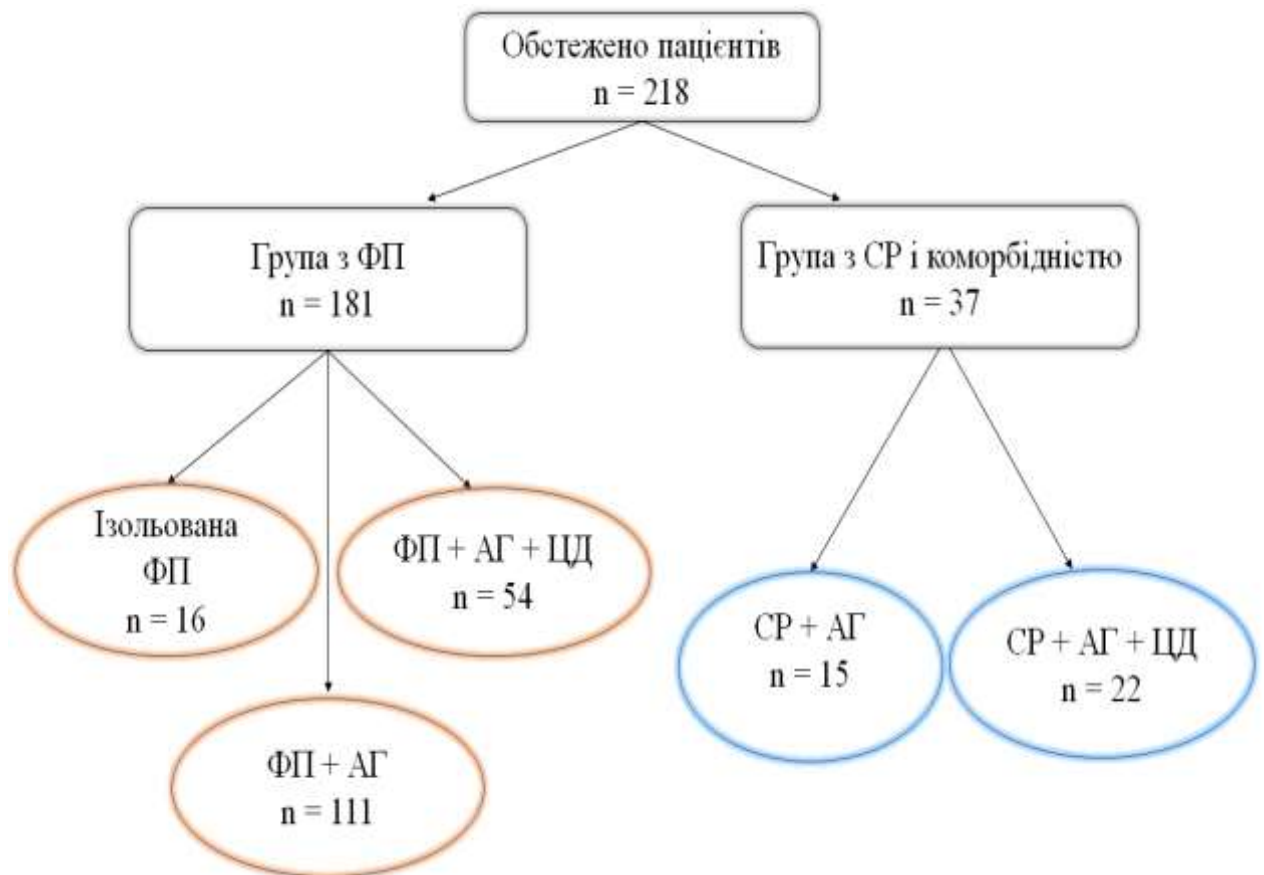 Обстежено пацієнтів
n = 218
Група з ФП
n = 181
Група з СР і коморбідністю
n = 37
Ізольована
ФП
n = 16
ФП + АГ + ЦД
n = 54
ФП + АГ
n = 111
СР + АГ
n = 15
СР + АГ + ЦД
n = 22